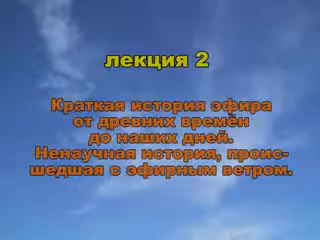 лекция 2
Краткая история эфира
от древних времён
до наших дней.
Ненаучная история, проис-
шедшая с эфирным ветром.